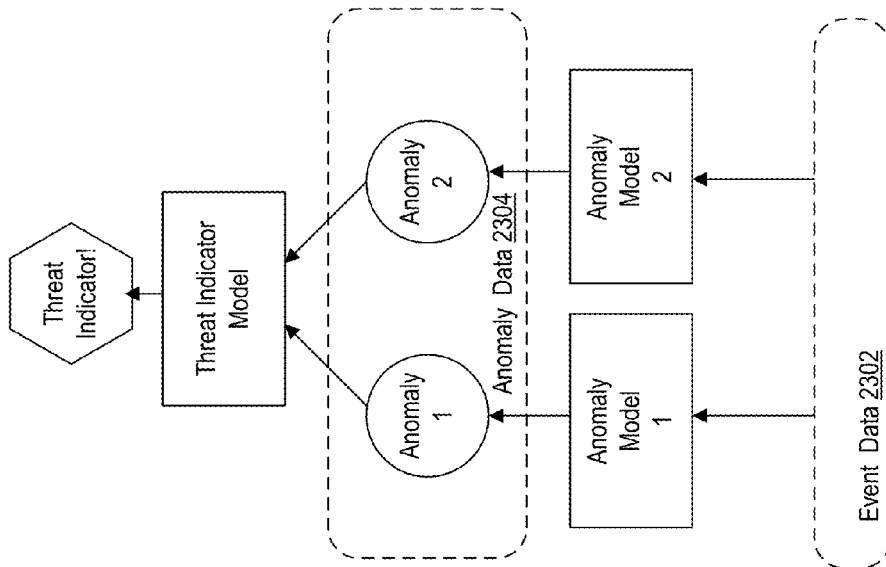 Threat
Indicator!
Threat Indicator
Model
Anomaly
1
Anomaly
2
Anomaly Data 2304
Anomaly
Model
1
Anomaly
Model
2
Event Data 2302